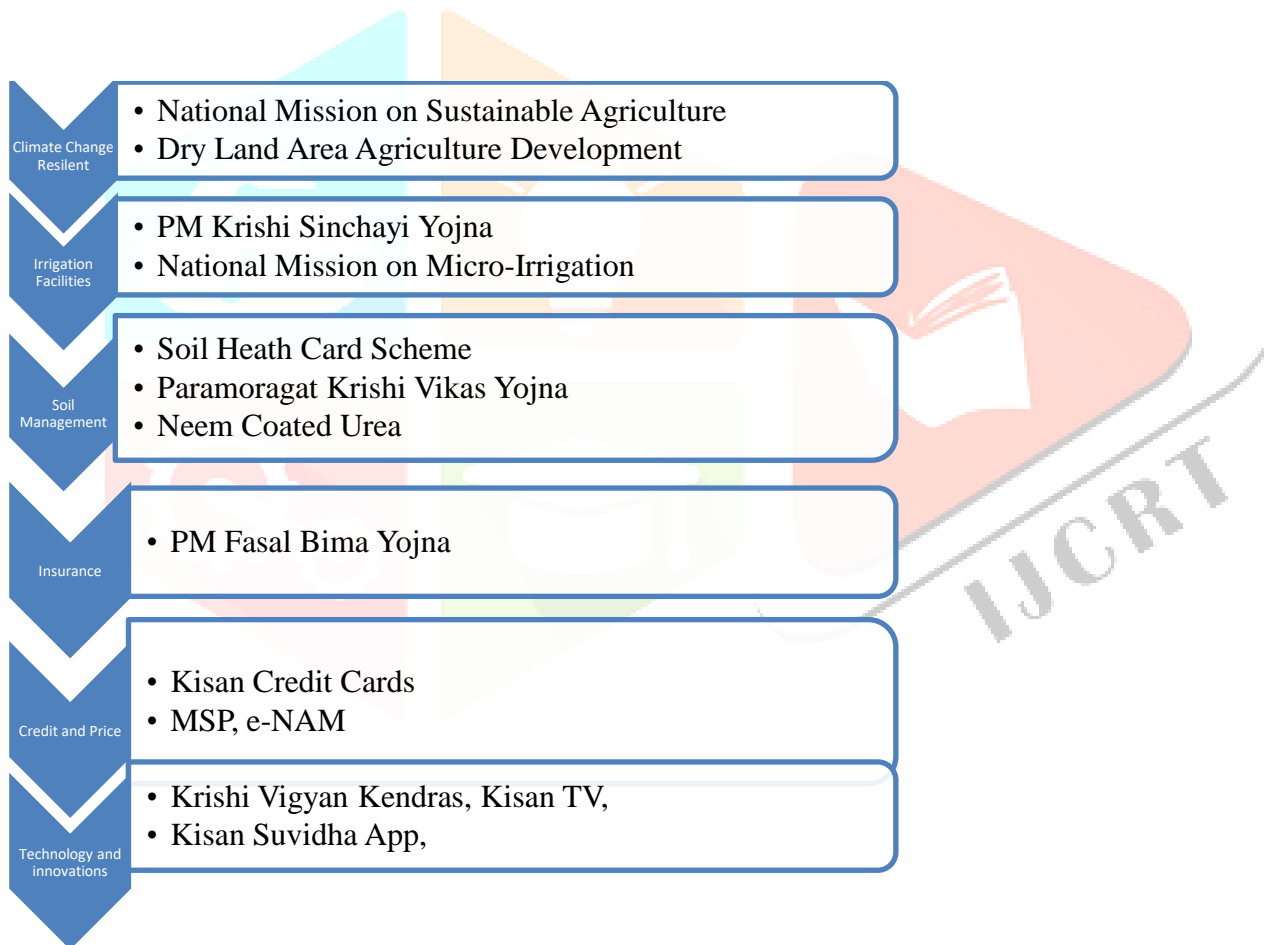 Climate Change
Resilent
• National Mission on Sustainable Agriculture
• Dry Land Area Agriculture Development
Irrigation
Facilities
• PM Krishi Sinchayi Yojna
• National Mission on Micro-Irrigation
Soil
Management
• Soil Heath Card Scheme
• Paramoragat Krishi Vikas Yojna
• Neem Coated Urea
Insurance
• PM Fasal Bima Yojna
Credit and Price
• Kisan Credit Cards
• MSP, e-NAM
Technology and
innovations
• Krishi Vigyan Kendras, Kisan TV,
• Kisan Suvidha App,
IJCRT